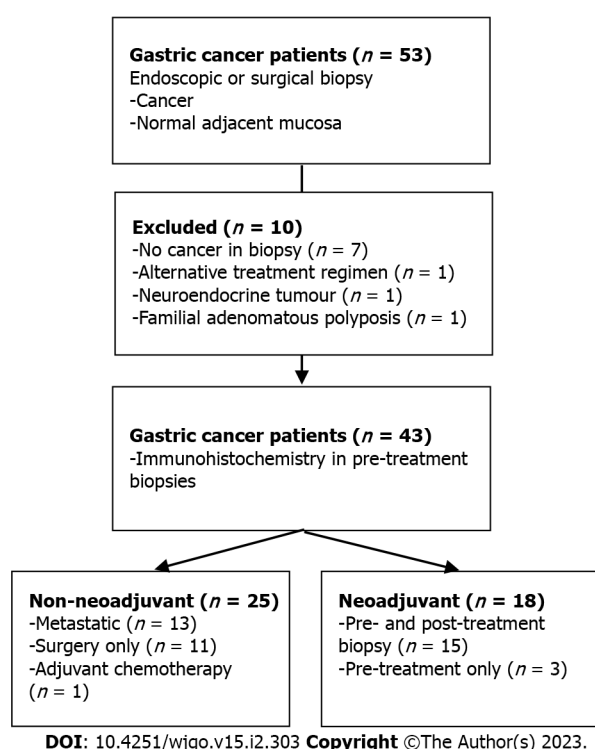 Gastric cancer patients (n = 53)
Endoscopic or surgical biopsy
-Cancer
-Normal adjacent mucosa
Excluded (n = 10)
-No cancer in biopsy (n = 7)
-Alternative treatment regimen (n = 1)
-Neuroendocrine tumour (n = 1)
-Familial adenomatous polyposis (n = 1)
Gastric cancer patients (n = 43)
-Immunohistochemistry in pre-treatment
biopsies
Non-neoadjuvant (n = 25)
-Metastatic (n = 13)
-Surgery only (n = 11)
-Adjuvant chemotherapy
(n = 1)
Neoadjuvant (n = 18)
-Pre- and post-treatment
biopsy (n = 15)
-Pre-treatment only (n = 3)
DOI: 10.4251/wjgo.v15.i2.303 Copyright ©The Author(s) 2023.